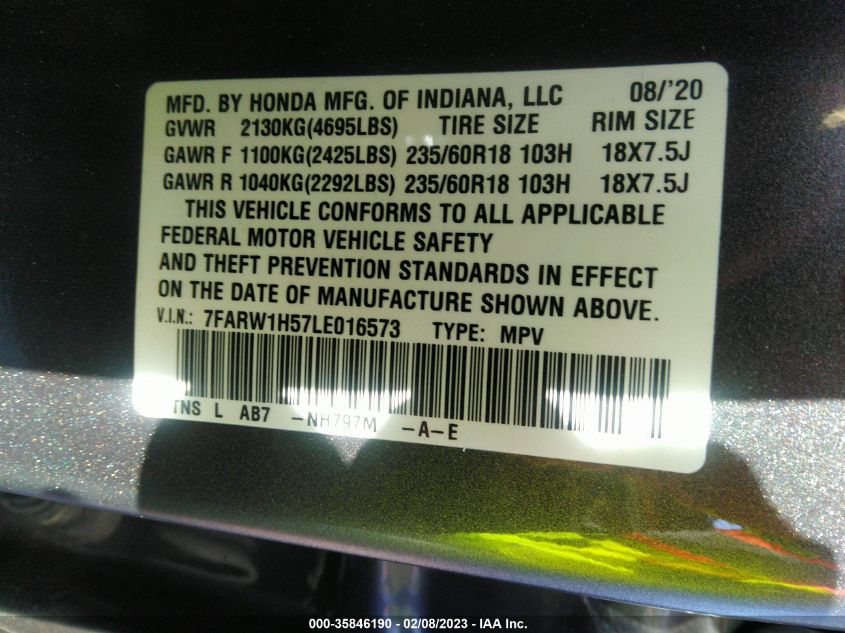 MFD. BY HONDA MFG. OF INDIANA, LLC 08/'20
GVWR 2130KG(4695LBS) TIRE SIZE RIM SIZE
GAWR F 1100KG(2425LBS) 235/60R18 103H 18X7.5J
GAWR R 1040KG(2292LBS) 235/60R18 103H 18X7.5J
THIS VEHICLE CONFORMS TO ALL APPLICABLE
FEDERAL MOTOR VEHICLE SAFETY
AND THEFT PREVENTION STANDARDS IN EFFECT
ON THE DATE OF MANUFACTURE SHOWN ABOVE.
V.I.N.: 7FARW1H57LE016573 TYPE: MPV
TNS L AB7 -NH797M -A-E
000-35846190 - 02/08/2023 - IAA Inc.